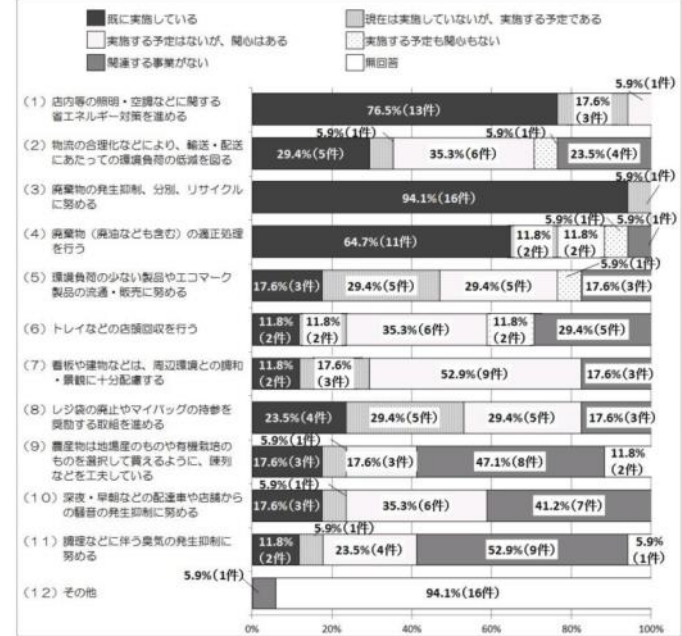 既に実施している
現在は実施していないが、実施する予定である
実施する予定はないが、関心はある
実施する予定も関心もない
関連する事業がない
無回答
5.9%(1件)
(1)店内等の照明・空調などに関する
省エネルギー対策を進める
76.5%(13件)
17.6%
(3件)
5.9%(1件)
5.9%(1件)
(2)物流の合理化などにより、輸送・配送
にあたっての環境負荷の低減を図る
29.4%(5件)
35.3%(6件)
23.5%(4件)
5.9%(1件)
(3)廃棄物の発生抑制、分別、リサイクル
に努める
94.1%(16件)
5.9%(1件)
5.9%(1件)
(4)廃棄物(廃油なども含む)の適正処理
を行う
64.7%(11件)
11.8%
(2件)
11.8%
(2件)
5.9%(1件)
(5)環境負荷の少ない製品やエコマーク
製品の流通・販売に努める
17.6%(3件)
29.4%(5件)
29.4%(5件)
17.6%(3件)
(6)トレイなどの店頭回収を行う
11.8%
(2件)
11.8%
(2件)
35.3%(6件)
11.8%
(2件)
29.4%(5件)
(7)看板や建物などは、周辺環境との調和
・景観に十分配慮する
11.8%
(2件)
17.6%
(3件)
52.9%(9件)
17.6%(3件)
(8)レジ袋の廃止やマイバッグの持参を
奨励する取組を進める
23.5%(4件)
29.4%(5件)
29.4%(5件)
17.6%(3件)
5.9%(1件)
(9)農産物は地場産のものや有機栽培の
ものを選択して買えるように、陳列
などを工夫している
17.6%(3件)
17.6%(3件)
47.1%(8件)
11.8%
(2件)
5.9%(1件)
(10)深夜・早朝などの配達車や店舗から
の騒音の発生抑制に努める
17.6%(3件)
35.3%(6件)
41.2%(7件)
5.9%(1件)
(11)調理などに伴う臭気の発生抑制に
努める
11.8%
(2件)
23.5%(4件)
52.9%(9件)
5.9%
(1件)
5.9%(1件)
(12)その他
94.1%(16件)
0%
20%
40%
60%
80%
100%